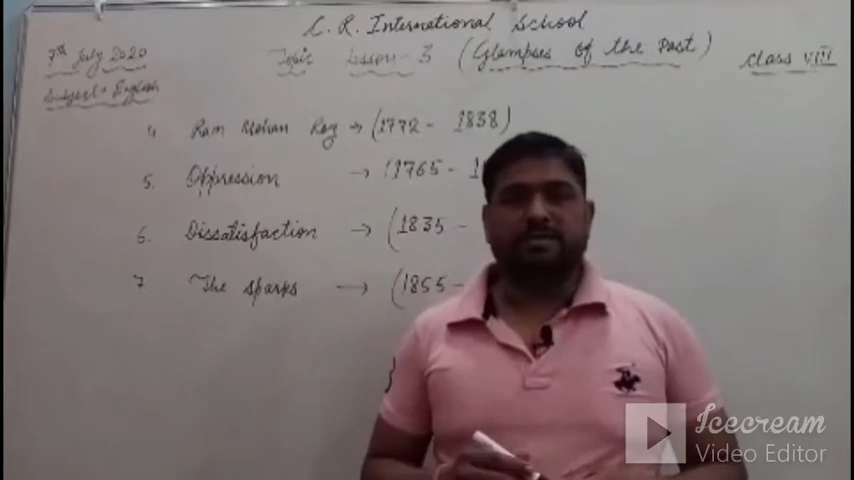 C. R. International School
7th July 2020 Topic Lesson - 3 (Glampses of the Past) Class VIII
Subject - English
4 Ram Mohan Roy → (1772 - 1838)
5. Oppression → (1765 - 1
6. Dissatisfaction → (1835 -
7 The sparks → (1855 -
Icecream
Video Editor